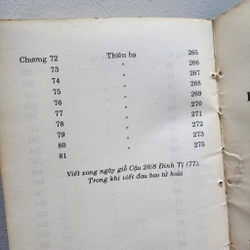 Chương 72 Thiên hạ 265
73 " 266
74 " 267
75 " 268
76 " 269
77 " 270
78 " 271
79 " 272
80 " 273
81 " 275
Viết xong ngày giỗ Cậu 26/8 Đinh Tị (77).
Trong khi viết đau bao tử hoài